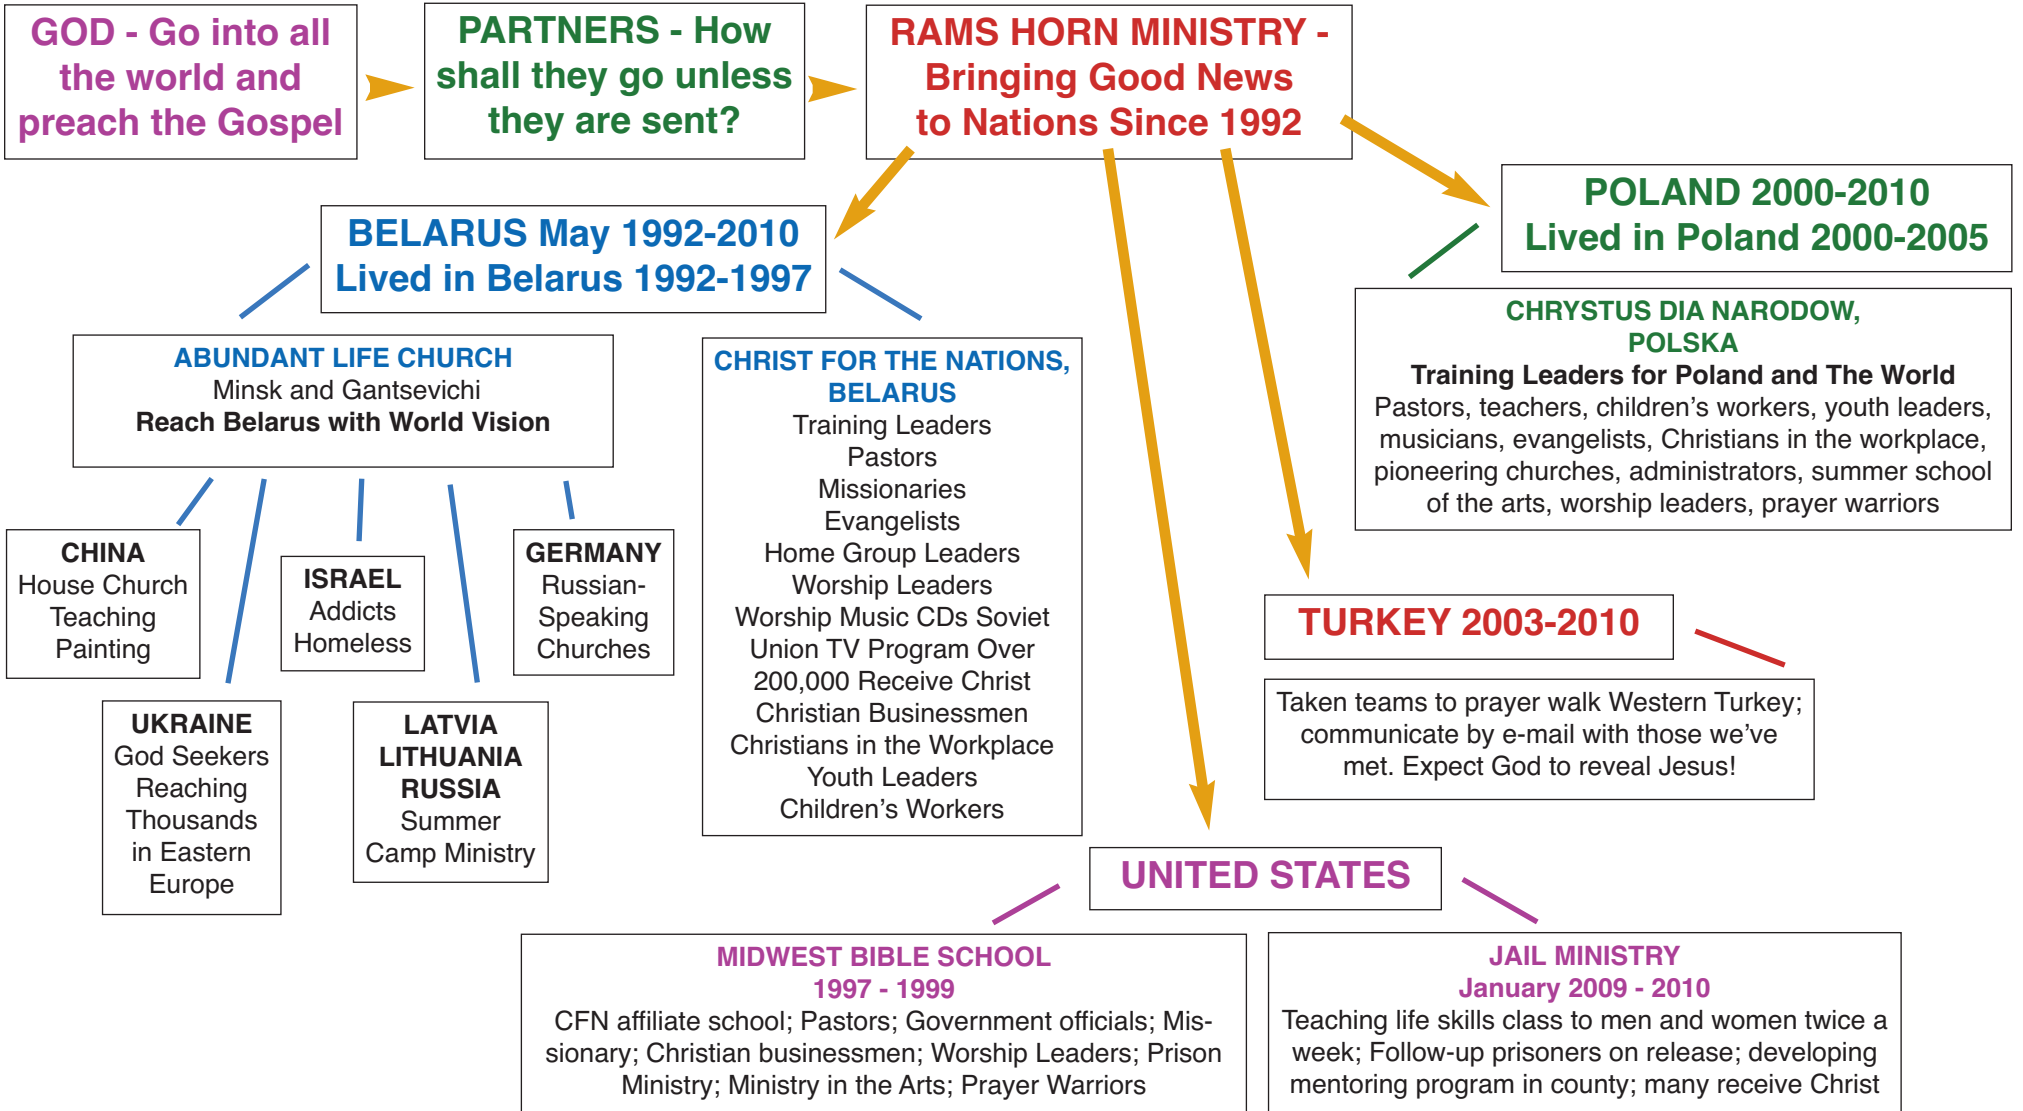 GOD - Go into all
the world and
preach the Gospel
PARTNERS - How
shall they go unless
they are sent?
RAMS HORN MINISTRY -
Bringing Good News
to Nations Since 1992
BELARUS May 1992-2010
Lived in Belarus 1992-1997
POLAND 2000-2010
Lived in Poland 2000-2005
ABUNDANT LIFE CHURCH
Minsk and Gantsevichi
Reach Belarus with World Vision
CHRIST FOR THE NATIONS,
BELARUS
Training Leaders
Pastors
Missionaries
Evangelists
Home Group Leaders
Worship Leaders
Worship Music CDs Soviet
Union TV Program Over
200,000 Receive Christ
Christian Businessmen
Christians in the Workplace
Youth Leaders
Children's Workers
CHRYSTUS DIA NARODOW,
POLSKA
Training Leaders for Poland and The World
Pastors, teachers, children's workers, youth leaders,
musicians, evangelists, Christians in the workplace,
pioneering churches, administrators, summer school
of the arts, worship leaders, prayer warriors
CHINA
House Church
Teaching
Painting
ISRAEL
Addicts
Homeless
GERMANY
Russian-
Speaking
Churches
UKRAINE
God Seekers
Reaching
Thousands
in Eastern
Europe
LATVIA
LITHUANIA
RUSSIA
Summer
Camp Ministry
TURKEY 2003-2010
Taken teams to prayer walk Western Turkey;
communicate by e-mail with those we've
met. Expect God to reveal Jesus!
UNITED STATES
MIDWEST BIBLE SCHOOL
1997 - 1999
CFN affiliate school; Pastors; Government officials; Mis-
sionary; Christian businessmen; Worship Leaders; Prison
Ministry; Ministry in the Arts; Prayer Warriors
JAIL MINISTRY
January 2009 - 2010
Teaching life skills class to men and women twice a
week; Follow-up prisoners on release; developing
mentoring program in county; many receive Christ